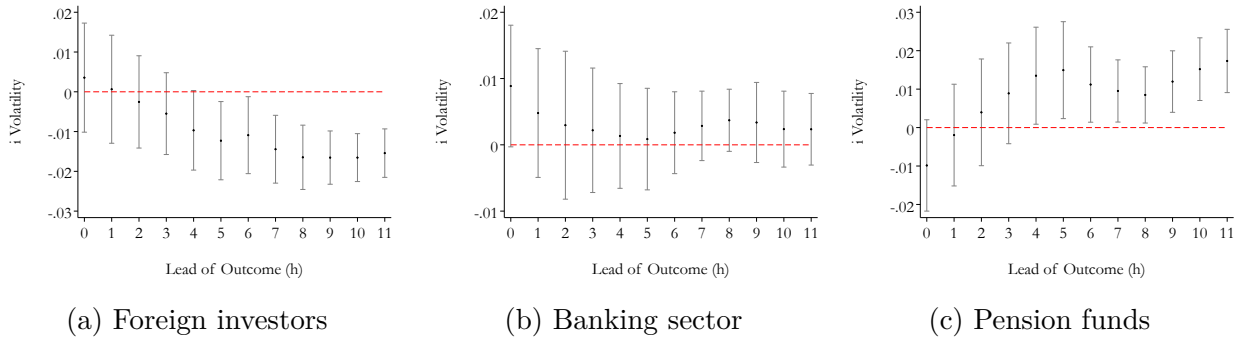 .02
.01
0
-.01
-.02
-.03
i Volatility
0 1 2 3 4 5 6 7 8 9 10 11
Lead of Outcome (h)
(a) Foreign investors
.02
.01
0
-.01
i Volatility
0 1 2 3 4 5 6 7 8 9 10 11
Lead of Outcome (h)
(b) Banking sector
.03
.02
.01
0
-.01
-.02
i Volatility
0 1 2 3 4 5 6 7 8 9 10 11
Lead of Outcome (h)
(c) Pension funds